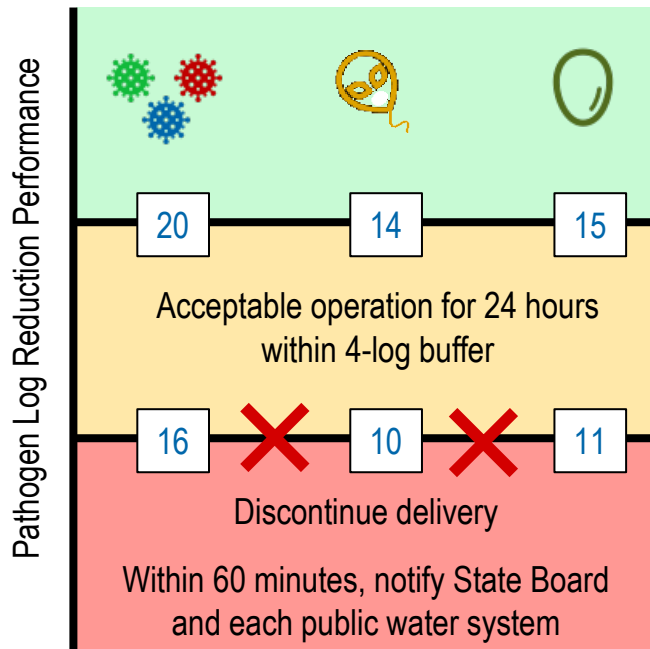 Pathogen Log Reduction Performance
20 14 15
Acceptable operation for 24 hours
within 4-log buffer
16 10 11
Discontinue delivery
Within 60 minutes, notify State Board
and each public water system